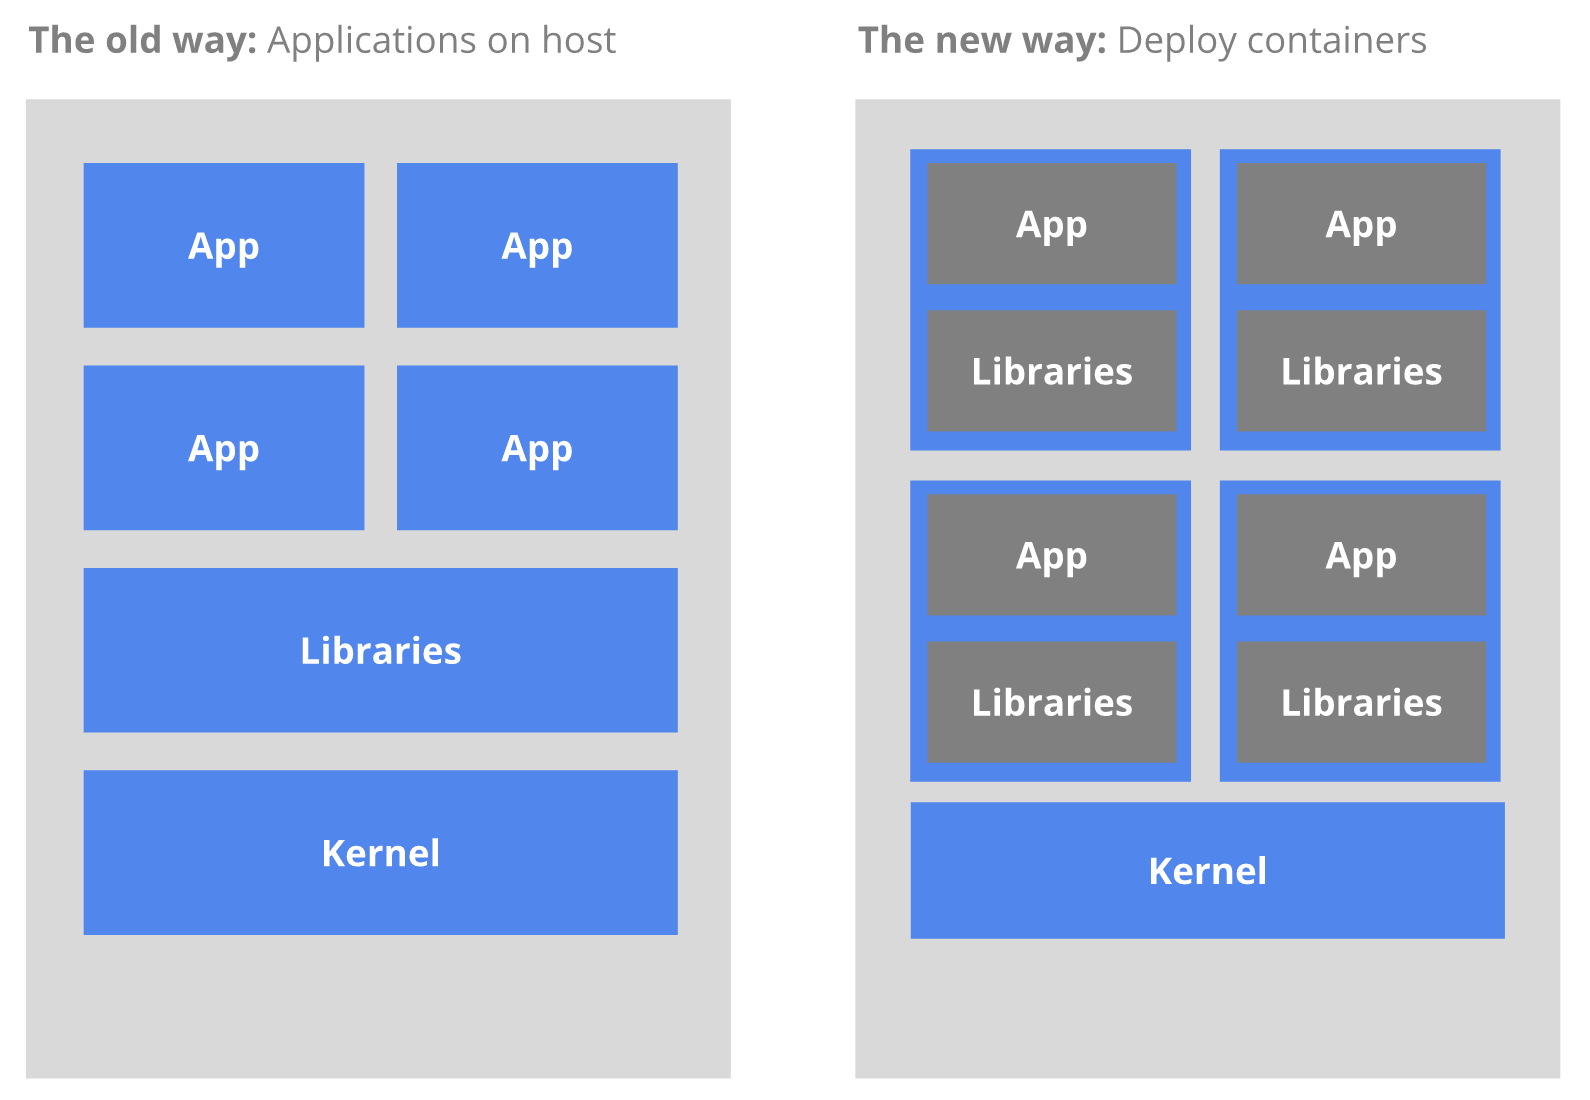 The old way: Applications on host
App
App
App
App
Libraries
Kernel
The new way: Deploy containers
App
App
Libraries
Libraries
App
App
Libraries
Libraries
Kernel